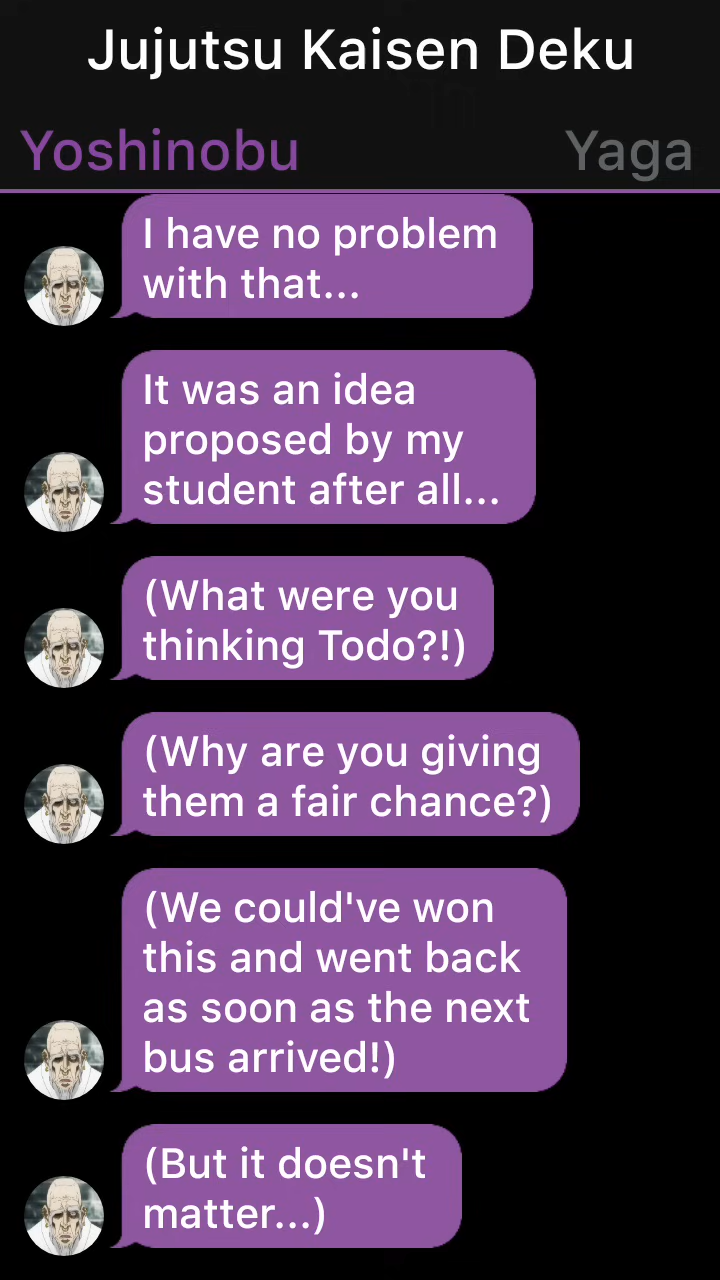 Jujutsu Kaisen Deku
Yoshinobu Yaga
I have no problem
with that...
It was an idea
proposed by my
student after all...
(What were you
thinking Todo?!)
(Why are you giving
them a fair chance?)
(We could've won
this and went back
as soon as the next
bus arrived!)
(But it doesn't
matter...)